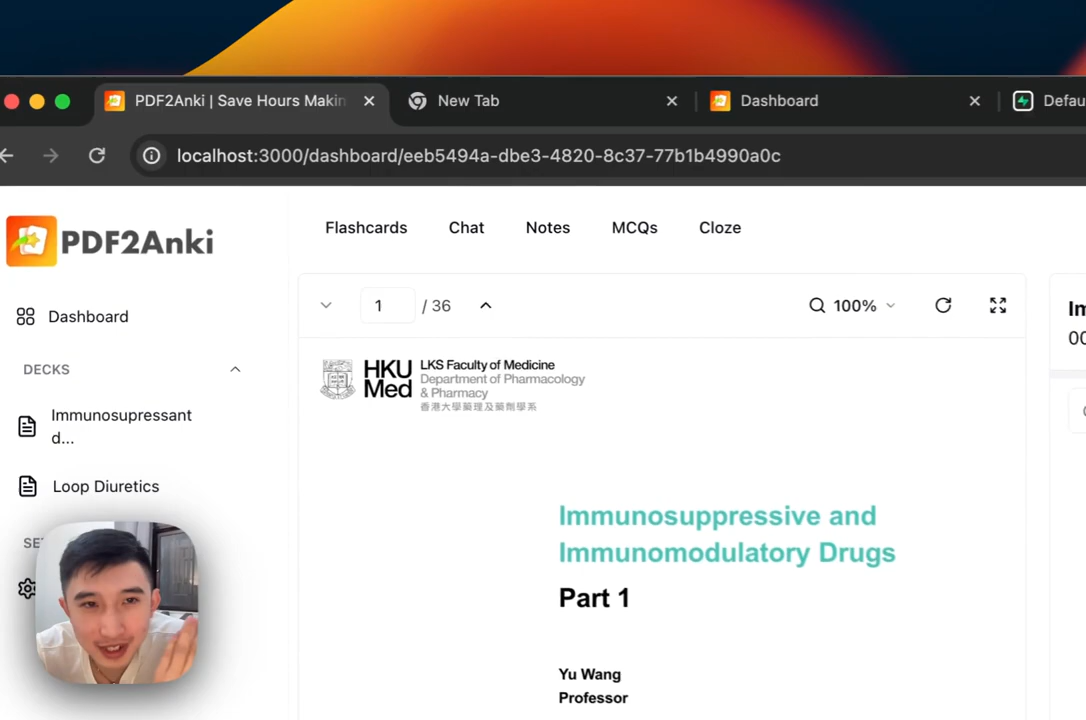 PDF2Anki | Save Hours Makin
New Tab
Dashboard
Defau
localhost:3000/dashboard/eeb5494a-dbe3-4820-8c37-77b1b4990a0c
PDF2Anki
Flashcards
Chat
Notes
MCQs
Cloze
Dashboard
DECKS
Immunosupressant
d...
Loop Diuretics
SE
1
/ 36
100%
Im
00
HKU
Med
LKS Faculty of Medicine
Department of Pharmacology
& Pharmacy
香港大學藥理及藥劑學系
Immunosuppressive and
Immunomodulatory Drugs
Part 1
Yu Wang
Professor